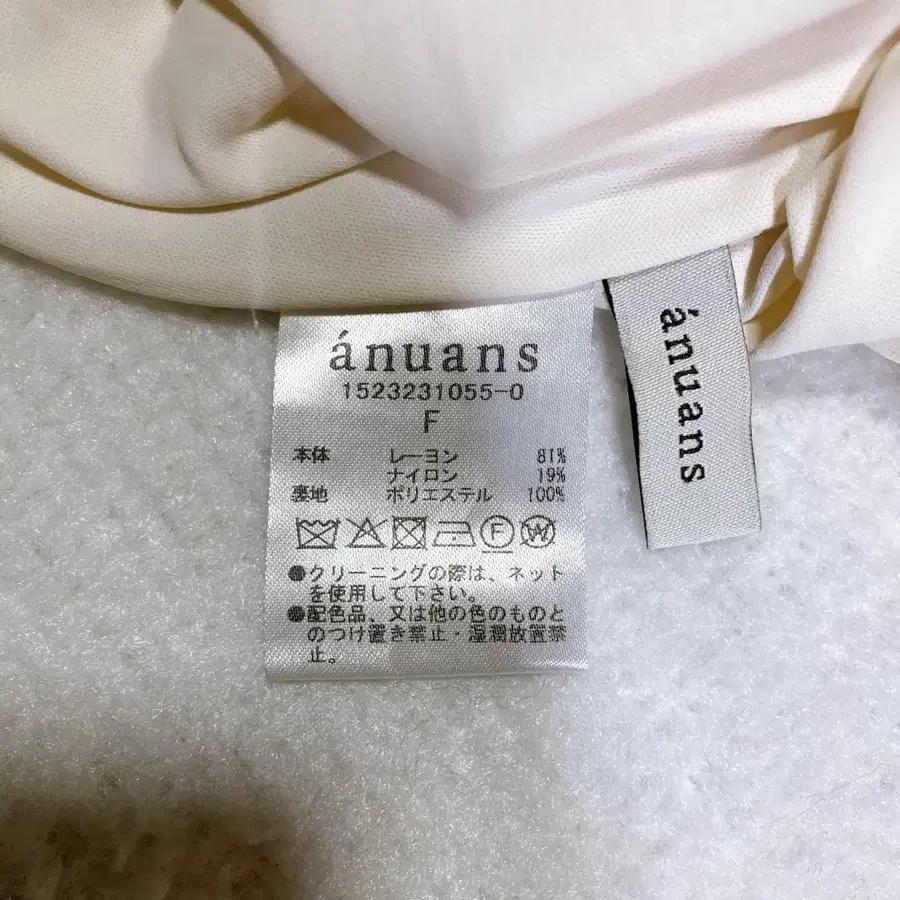 ánuans
1523231055-0
F
本体 レーヨン 81%
ナイロン 19%
裏地 ポリエステル 100%
F W
●クリーニングの際は、ネット
を使用して下さい。
●配色品、又は他の色のものと
のつけ置き禁止・湿潤放置禁
止。
ánuans